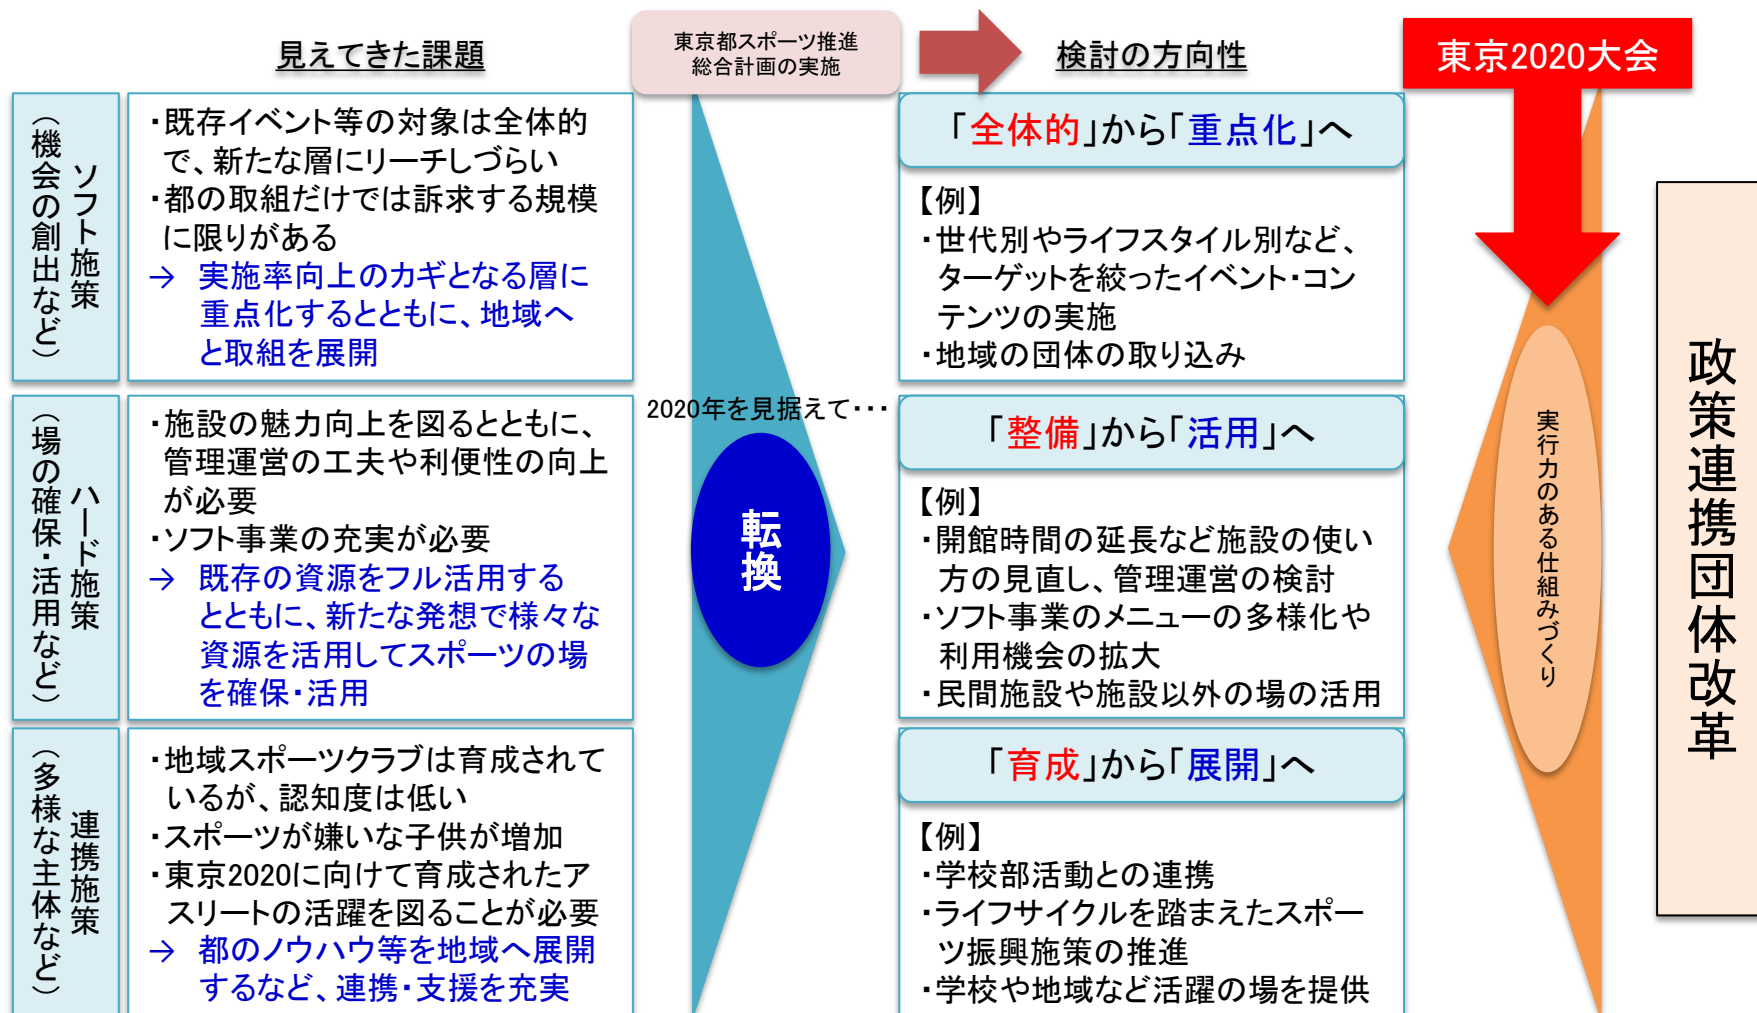 見えてきた課題
東京都スポーツ推進
総合計画の実施
検討の方向性
東京2020大会
ソフト施策
（機会の創出など）
・既存イベント等の対象は全体的
で、新たな層にリーチしづらい
・都の取組だけでは訴求する規模
に限りがある
→ 実施率向上のカギとなる層に
重点化するとともに、地域へ
と取組を展開
「全体的」から「重点化」へ
【例】
・世代別やライフスタイル別など、
ターゲットを絞ったイベント・コン
テンツの実施
・地域の団体の取り込み
ハード施策
（場の確保・活用など）
・施設の魅力向上を図るとともに、
管理運営の工夫や利便性の向上
が必要
・ソフト事業の充実が必要
→ 既存の資源をフル活用する
とともに、新たな発想で様々な
資源を活用してスポーツの場
を確保・活用
2020年を見据えて・・・
転換
「整備」から「活用」へ
【例】
・開館時間の延長など施設の使い
方の見直し、管理運営の検討
・ソフト事業のメニューの多様化や
利用機会の拡大
・民間施設や施設以外の場の活用
連携施策
（多様な主体など）
・地域スポーツクラブは育成されて
いるが、認知度は低い
・スポーツが嫌いな子供が増加
・東京2020に向けて育成されたア
スリートの活躍を図ることが必要
→ 都のノウハウ等を地域へ展開
するなど、連携・支援を充実
「育成」から「展開」へ
【例】
・学校部活動との連携
・ライフサイクルを踏まえたスポー
ツ振興施策の推進
・学校や地域など活躍の場を提供
実行力のある仕組みづくり
政策連携団体改革